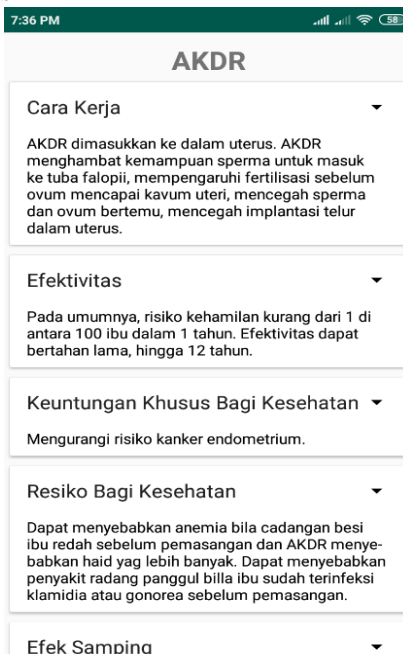 7:36 PM
58
AKDR
Cara Kerja
AKDR dimasukkan ke dalam uterus. AKDR
menghambat kemampuan sperma untuk masuk
ke tuba falopii, mempengaruhi fertilisasi sebelum
ovum mencapai kavum uteri, mencegah sperma
dan ovum bertemu, mencegah implantasi telur
dalam uterus.
Efektivitas
Pada umumnya, risiko kehamilan kurang dari 1 di
antara 100 ibu dalam 1 tahun. Efektivitas dapat
bertahan lama, hingga 12 tahun.
Keuntungan Khusus Bagi Kesehatan
Mengurangi risiko kanker endometrium.
Resiko Bagi Kesehatan
Dapat menyebabkan anemia bila cadangan besi
ibu redah sebelum pemasangan dan AKDR menye-
babkan haid yag lebih banyak. Dapat menyebabkan
penyakit radang panggul billa ibu sudah terinfeksi
klamidia atau gonorea sebelum pemasangan.
Efek Samping